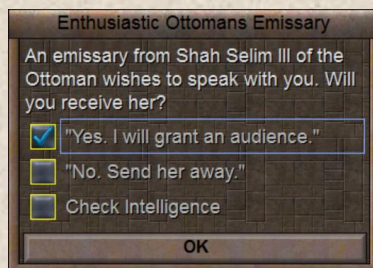 Enthusiastic Ottomans Emissary
An emissary from Shah Selim III of the
Ottoman wishes to speak with you. Will
you receive her?
"Yes. I will grant an audience."
"No. Send her away."
Check Intelligence
OK